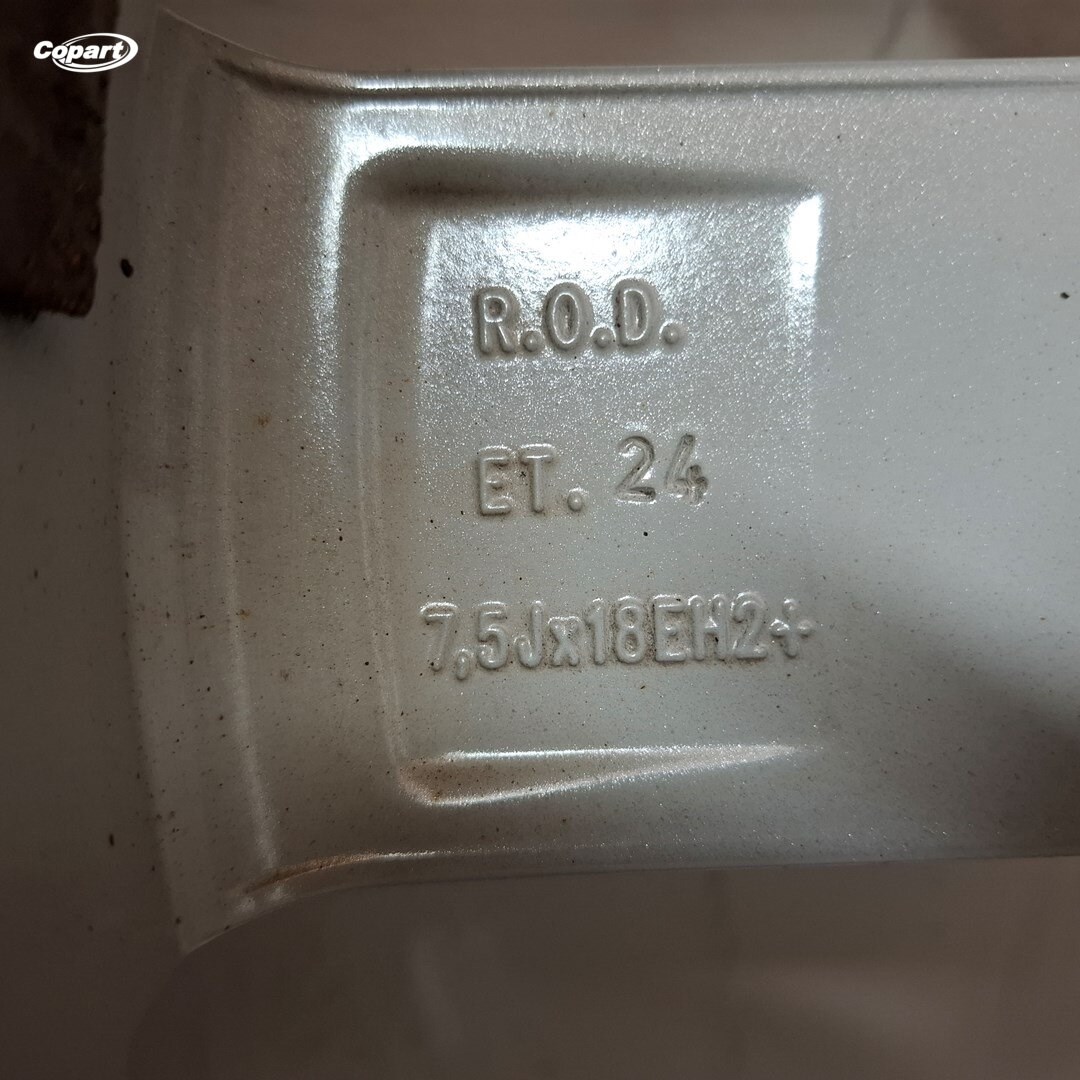 Copart
R.O.D.
ET. 24
7,5Jx18EH2+